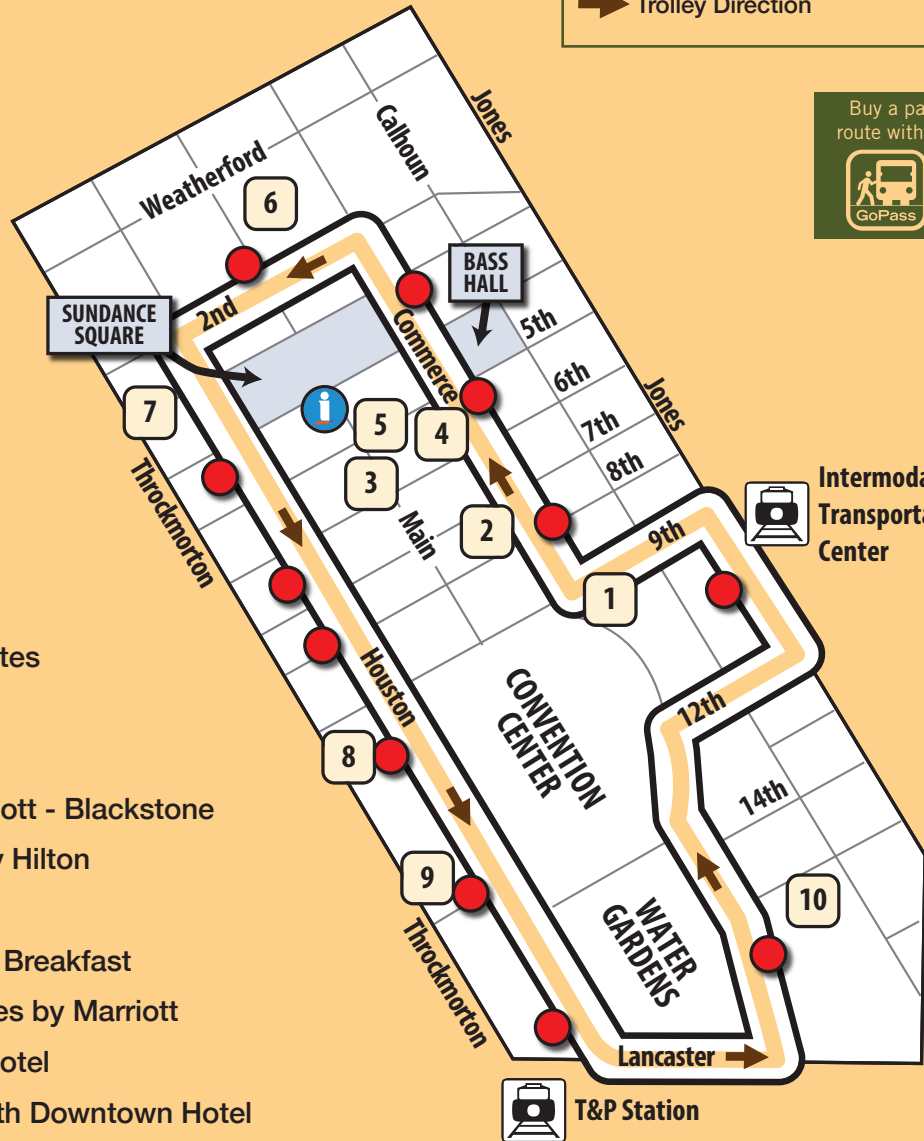 Trolley Direction
Buy a pa
route with
GoPass
Jones
Calhoun
Weatherford
6
BASS
HALL
SUNDANCE
SQUARE
2nd
Commerce
5th
6th
7th
8th
Jones
7
5
4
3
2
1
Main
Throckmorton
9th
Intermoda
Transporta
Center
Houston
CONVENTION
CENTER
12th
14th
8
9
10
WATER
GARDENS
Throckmorton
Lancaster
T&P Station
tes
ott - Blackstone
y Hilton
Breakfast
es by Marriott
otel
th Downtown Hotel